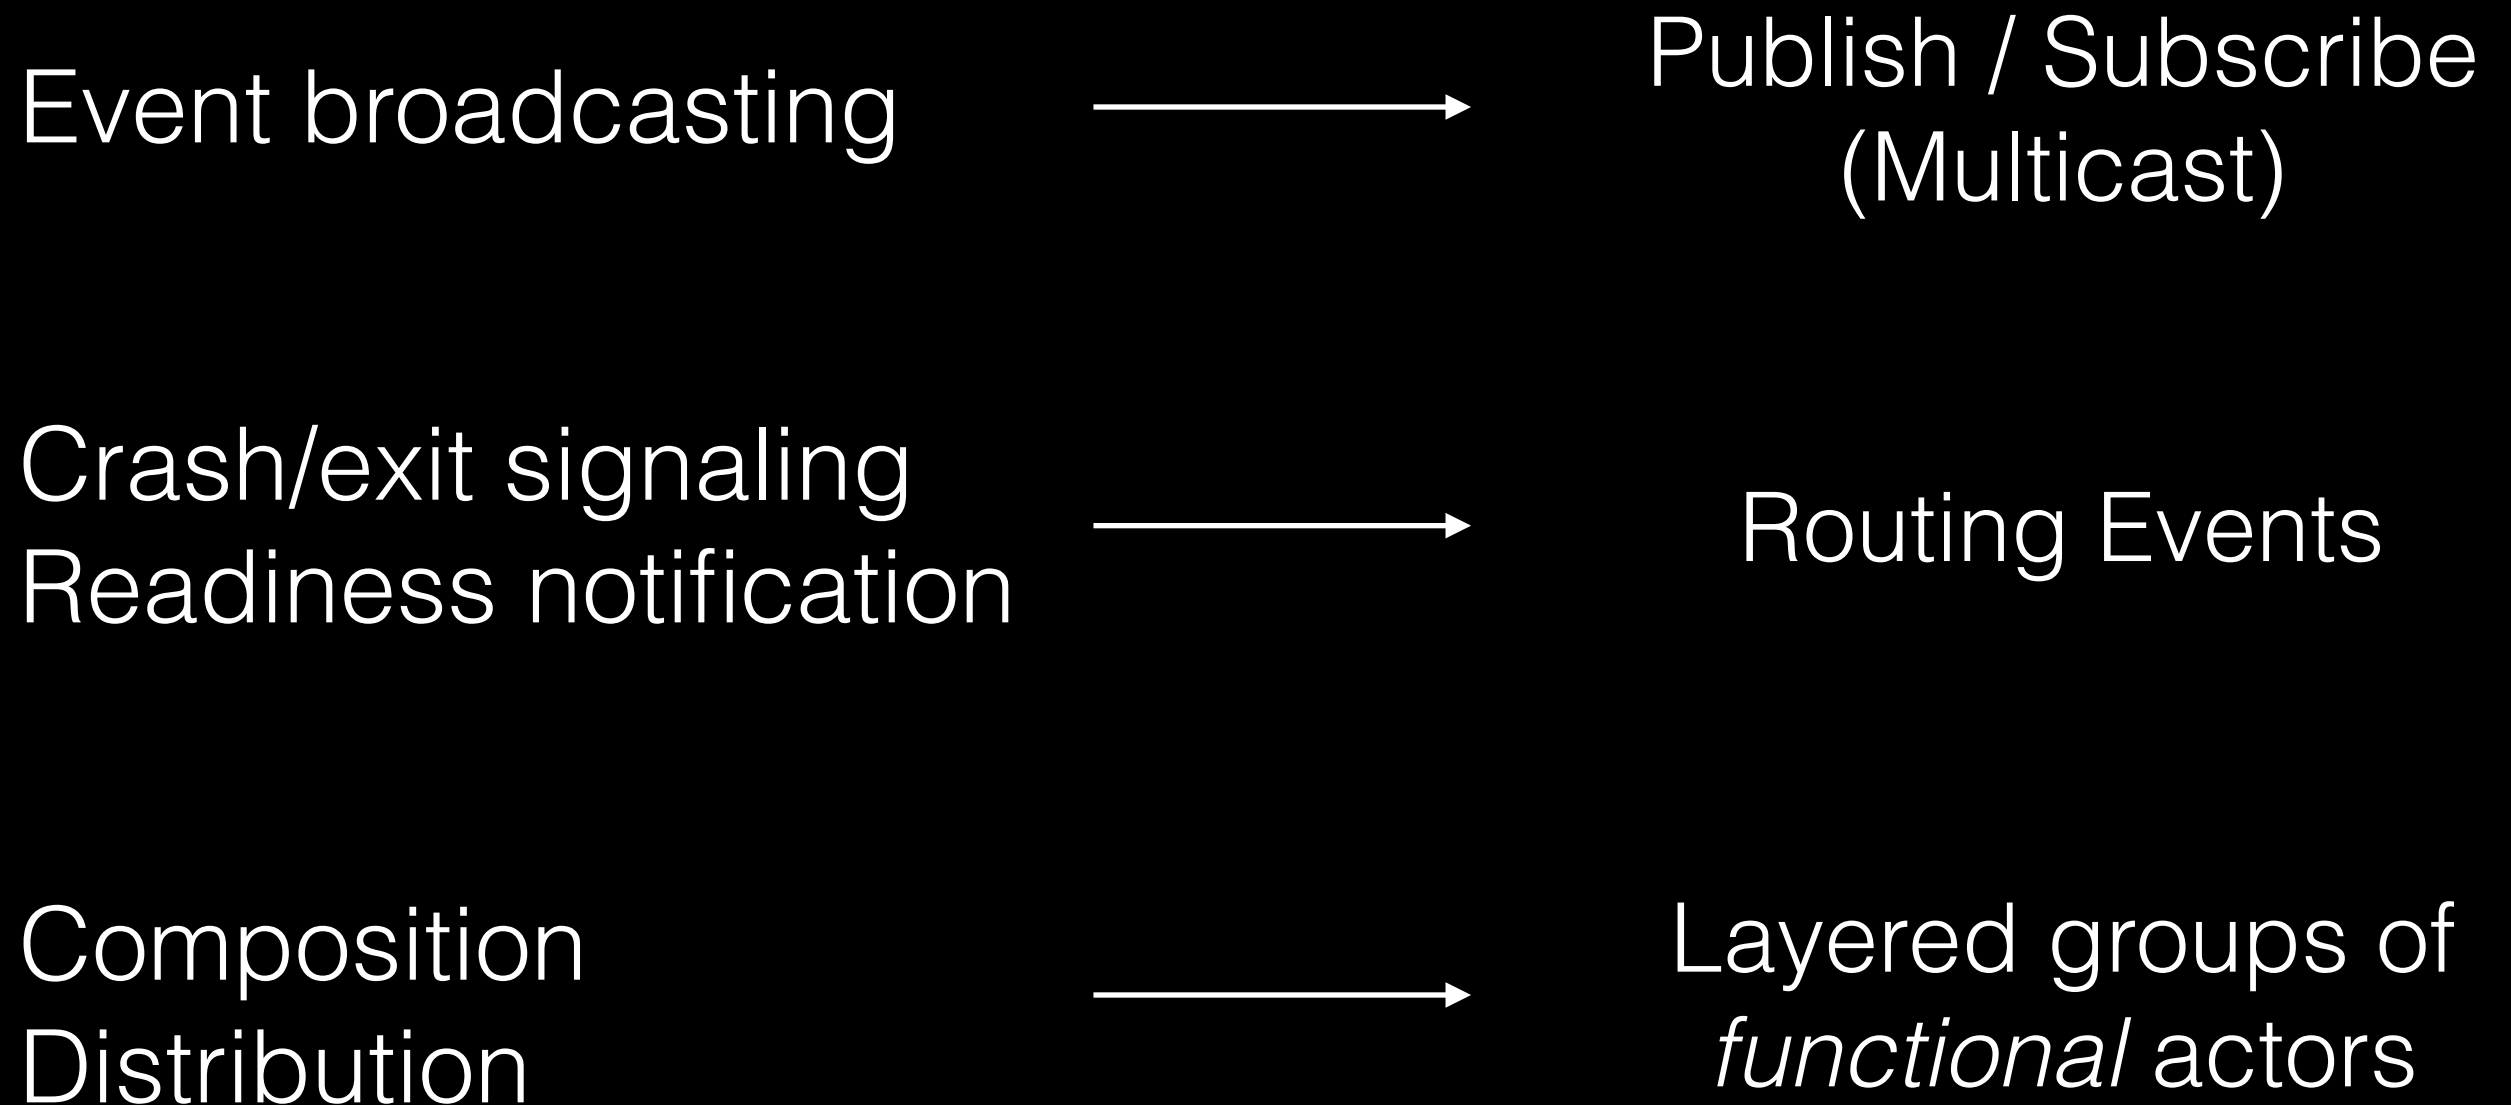 Event broadcasting
Publish / Subscribe
(Multicast)
Crash/exit signaling
Readiness notification
Routing Events
Composition
Distribution
Layered groups of
functional actors